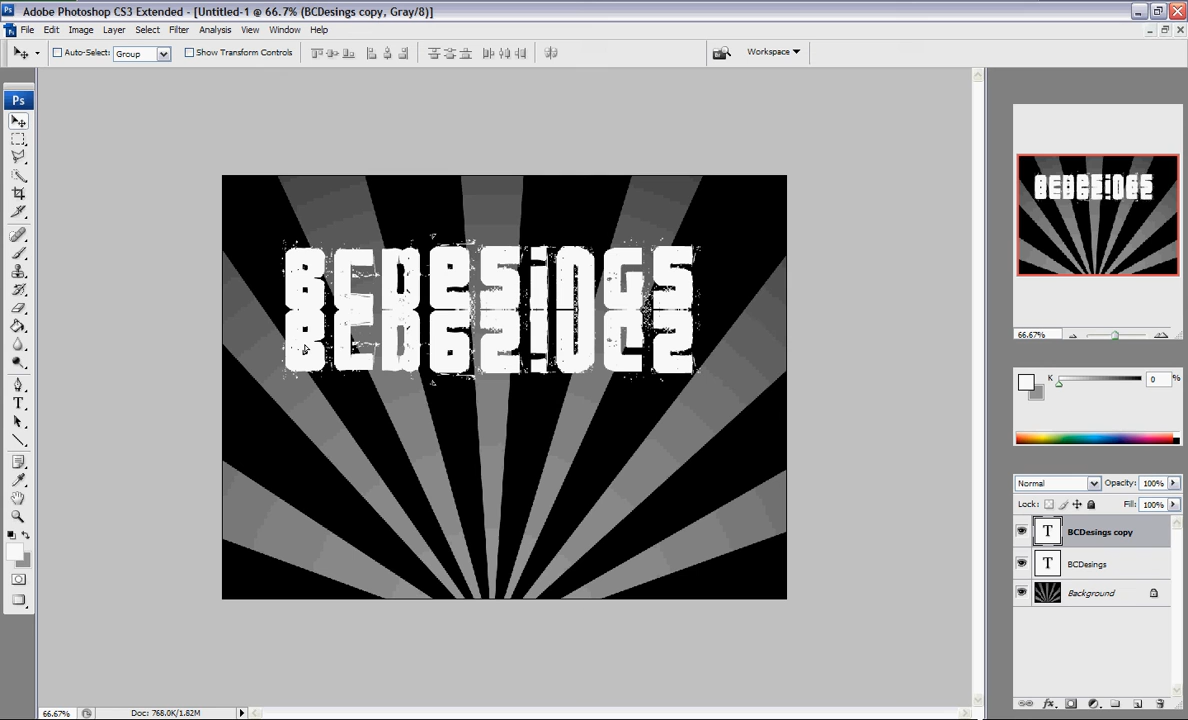 Adobe Photoshop CS3 Extended - [Untitled-1 @ 66.7% (BCDesings copy, Gray/8)]
File Edit Image Layer Select Filter Analysis View Window Help
Auto-Select: Group Show Transform Controls Workspace
Ps
BCDesings
66.67%
K 0 %
Normal Opacity: 100%
Lock: Fill: 100%
T BCDesings copy
T BCDesings
Background
66.67% Doc: 768.0K/1.82M